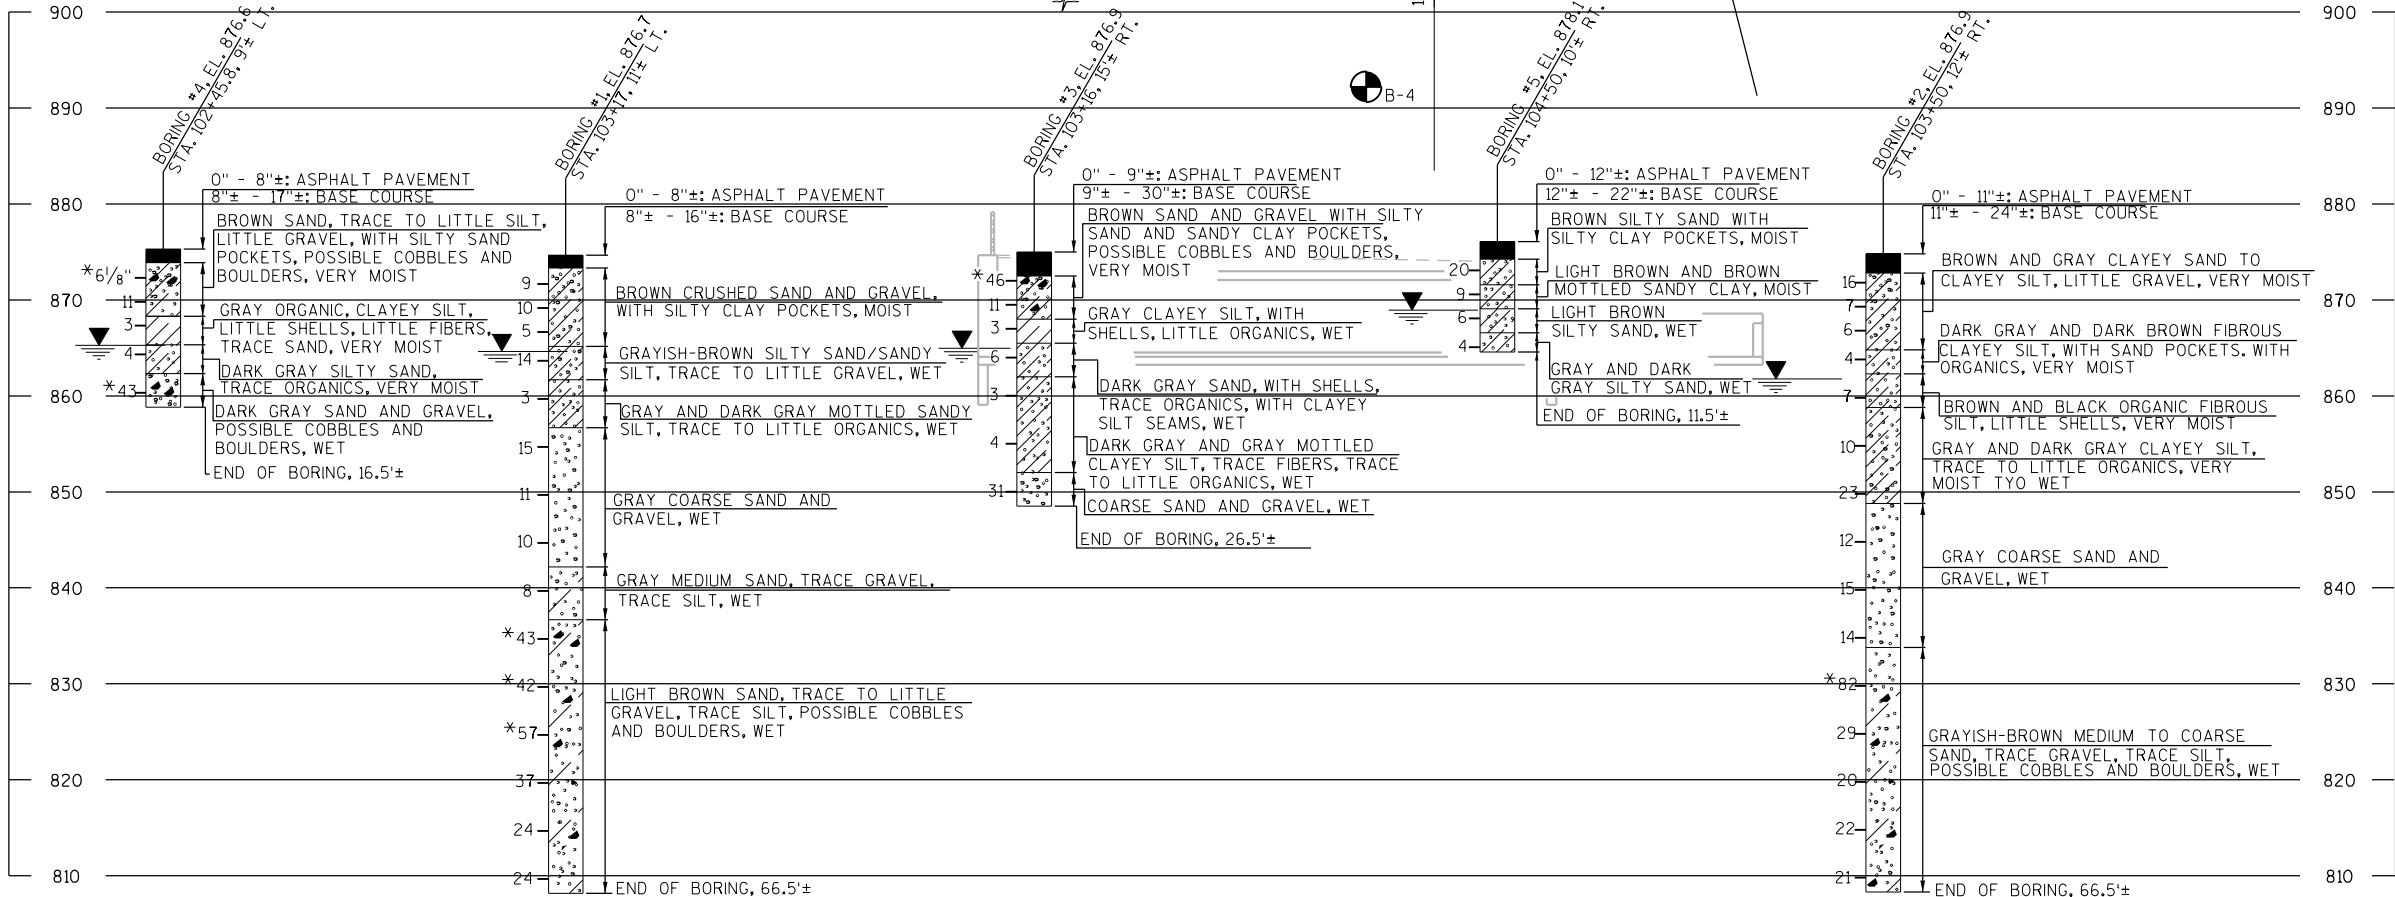 900
890
880
870
860
850
840
830
820
810
BORING #4, EL. 876.6
STA. 102+45.8, 9'± LT.
0" - 8"±: ASPHALT PAVEMENT
8"± - 17"±: BASE COURSE
BROWN SAND, TRACE TO LITTLE SILT,
LITTLE GRAVEL, WITH SILTY SAND
POCKETS, POSSIBLE COBBLES AND
BOULDERS, VERY MOIST
GRAY ORGANIC, CLAYEY SILT,
LITTLE SHELLS, LITTLE FIBERS,
TRACE SAND, VERY MOIST
DARK GRAY SILTY SAND,
TRACE ORGANICS, VERY MOIST
DARK GRAY SAND AND GRAVEL,
POSSIBLE COBBLES AND
BOULDERS, WET
END OF BORING, 16.5'±
*6 1/8"
11
3
4
*43
BORING #1, EL. 876.7
STA. 103+17, 11'± LT.
0" - 8"±: ASPHALT PAVEMENT
8"± - 16"±: BASE COURSE
BROWN CRUSHED SAND AND GRAVEL,
WITH SILTY CLAY POCKETS, MOIST
GRAYISH-BROWN SILTY SAND/SANDY
SILT, TRACE TO LITTLE GRAVEL, WET
GRAY AND DARK GRAY MOTTLED SANDY
SILT, TRACE TO LITTLE ORGANICS, WET
GRAY COARSE SAND AND
GRAVEL, WET
GRAY MEDIUM SAND, TRACE GRAVEL,
TRACE SILT, WET
LIGHT BROWN SAND, TRACE TO LITTLE
GRAVEL, TRACE SILT, POSSIBLE COBBLES
AND BOULDERS, WET
END OF BORING, 66.5'±
9
10
5
14
3
15
11
10
8
*43
*42
*57
37
24
24
BORING #3, EL. 876.9
STA. 103+16, 15'± RT.
0" - 9"±: ASPHALT PAVEMENT
9"± - 30"±: BASE COURSE
BROWN SAND AND GRAVEL WITH SILTY
SAND AND SANDY CLAY POCKETS,
POSSIBLE COBBLES AND BOULDERS,
VERY MOIST
GRAY CLAYEY SILT, WITH
SHELLS, LITTLE ORGANICS, WET
DARK GRAY SAND, WITH SHELLS,
TRACE ORGANICS, WITH CLAYEY
SILT SEAMS, WET
DARK GRAY AND GRAY MOTTLED
CLAYEY SILT, TRACE FIBERS, TRACE
TO LITTLE ORGANICS, WET
COARSE SAND AND GRAVEL, WET
END OF BORING, 26.5'±
*46
11
3
6
3
4
31
B-4
1
BORING #5, EL. 878.1
STA. 104+50, 10'± RT.
0" - 12"±: ASPHALT PAVEMENT
12"± - 22"±: BASE COURSE
BROWN SILTY SAND WITH
SILTY CLAY POCKETS, MOIST
LIGHT BROWN AND BROWN
MOTTLED SANDY CLAY, MOIST
LIGHT BROWN
SILTY SAND, WET
GRAY AND DARK
GRAY SILTY SAND, WET
END OF BORING, 11.5'±
20
9
6
4
BORING #2, EL. 876.9
STA. 103+50, 12'± RT.
0" - 11"±: ASPHALT PAVEMENT
11"± - 24"±: BASE COURSE
BROWN AND GRAY CLAYEY SAND TO
CLAYEY SILT, LITTLE GRAVEL, VERY MOIST
DARK GRAY AND DARK BROWN FIBROUS
CLAYEY SILT, WITH SAND POCKETS. WITH
ORGANICS, VERY MOIST
BROWN AND BLACK ORGANIC FIBROUS
SILT, LITTLE SHELLS, VERY MOIST
GRAY AND DARK GRAY CLAYEY SILT,
TRACE TO LITTLE ORGANICS, VERY
MOIST TYO WET
GRAY COARSE SAND AND
GRAVEL, WET
GRAYISH-BROWN MEDIUM TO COARSE
SAND, TRACE GRAVEL, TRACE SILT,
POSSIBLE COBBLES AND BOULDERS, WET
END OF BORING, 66.5'±
16
7
6
4
7
10
23
12
15
14
*82
29
20
22
21
900
890
880
870
860
850
840
830
820
810